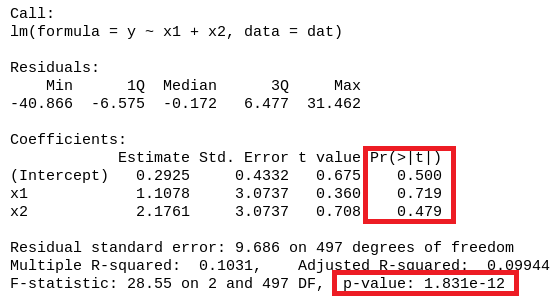 Call:
lm(formula = y ~ x1 + x2, data = dat)
Residuals:
Min 1Q Median 3Q Max
-40.866 -6.575 -0.172 6.477 31.462
Coefficients:
Estimate Std. Error t value Pr(>|t|)
(Intercept) 0.2925 0.4332 0.675 0.500
x1 1.1078 3.0737 0.360 0.719
x2 2.1761 3.0737 0.708 0.479
Residual standard error: 9.686 on 497 degrees of freedom
Multiple R-squared: 0.1031, Adjusted R-squared: 0.09944
F-statistic: 28.55 on 2 and 497 DF, p-value: 1.831e-12